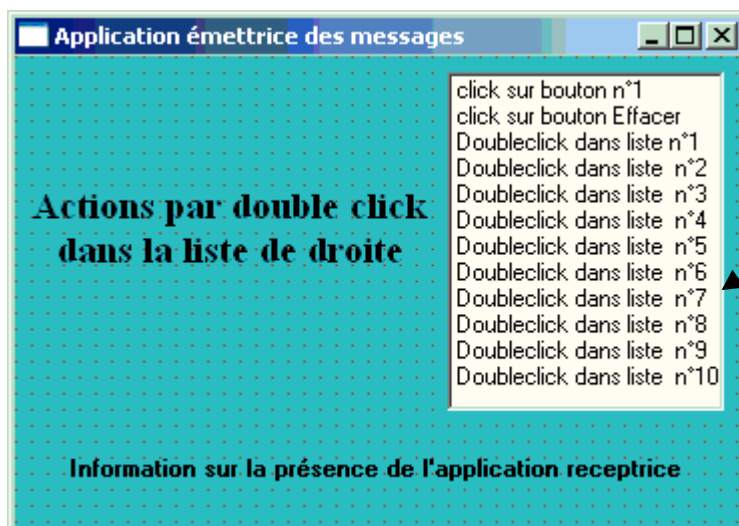 Application émettrice des messages
click sur bouton n°1
click sur bouton Effacer
Doubleclick dans liste n°1
Doubleclick dans liste n°2
Doubleclick dans liste n°3
Doubleclick dans liste n°4
Doubleclick dans liste n°5
Doubleclick dans liste n°6
Doubleclick dans liste n°7
Doubleclick dans liste n°8
Doubleclick dans liste n°9
Doubleclick dans liste n°10
Actions par double click
dans la liste de droite
Information sur la présence de l'application receptrice